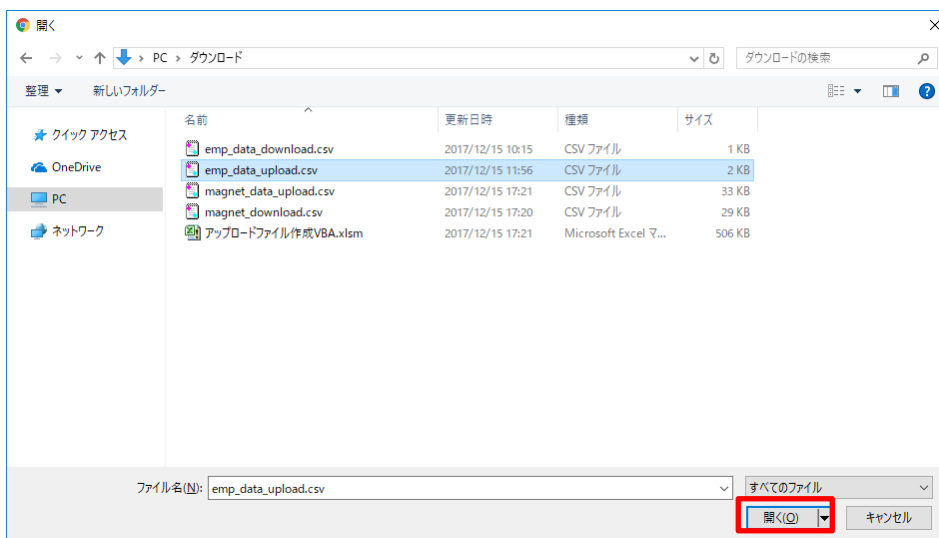 開く
PC › ダウンロード
ダウンロードの検索
整理
新しいフォルダー
名前 更新日時 種類 サイズ
クイック アクセス
OneDrive
PC
ネットワーク
emp_data_download.csv 2017/12/15 10:15 CSV ファイル 1 KB
emp_data_upload.csv 2017/12/15 11:56 CSV ファイル 2 KB
magnet_data_upload.csv 2017/12/15 17:21 CSV ファイル 33 KB
magnet_download.csv 2017/12/15 17:20 CSV ファイル 29 KB
アップロードファイル作成VBA.xlsm 2017/12/15 17:21 Microsoft Excel マ... 506 KB
ファイル名(N): emp_data_upload.csv
すべてのファイル
開く(O)
キャンセル